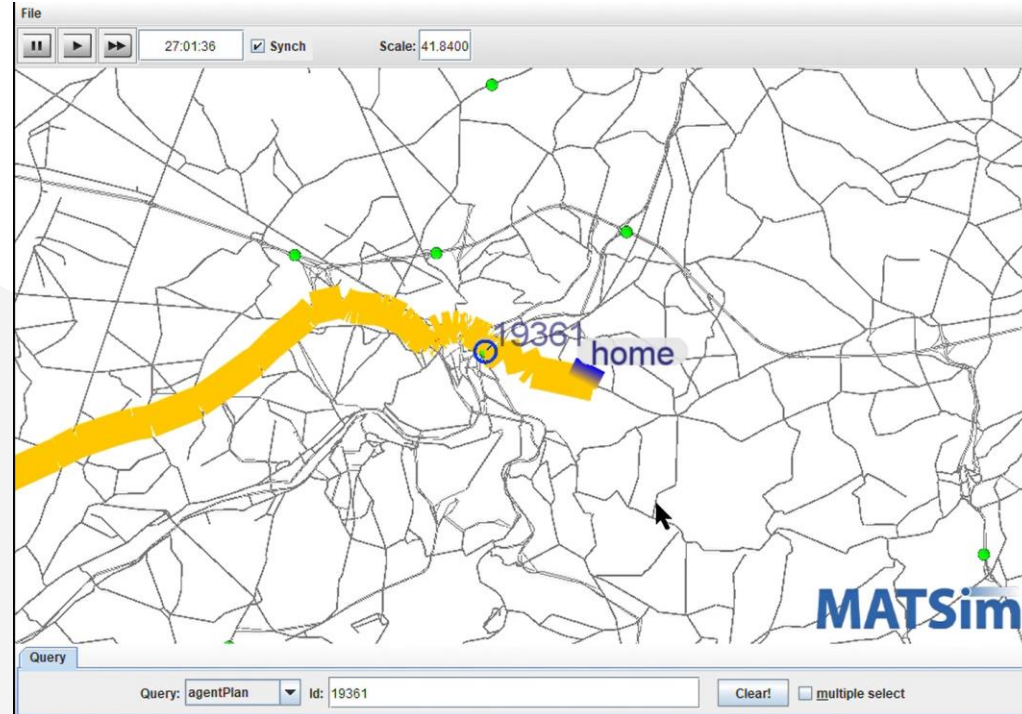 File
27:01:36 Synch Scale: 41.8400
19361
home
MATSim
Query
Query: agentPlan Id: 19361 Clear! multiple select